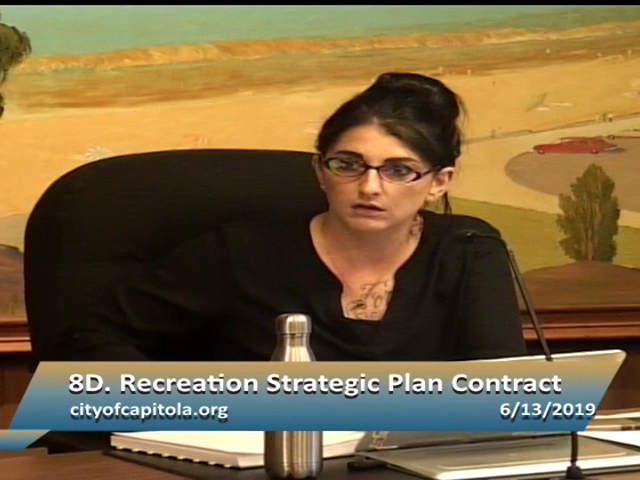 8D. Recreation Strategic Plan Contract
cityofcapitola.org
6/13/2019